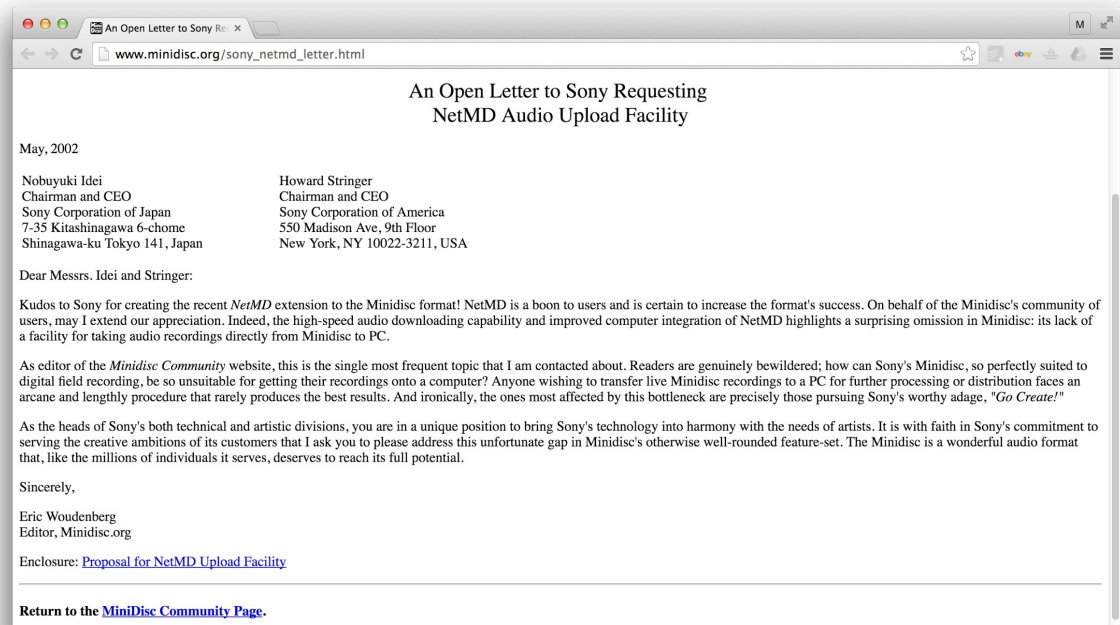 An Open Letter to Sony Re
M
www.minidisc.org/sony_netmd_letter.html
ebay
An Open Letter to Sony Requesting
NetMD Audio Upload Facility
May, 2002
Nobuyuki Idei
Chairman and CEO
Sony Corporation of Japan
7-35 Kitashinagawa 6-chome
Shinagawa-ku Tokyo 141, Japan
Howard Stringer
Chairman and CEO
Sony Corporation of America
550 Madison Ave, 9th Floor
New York, NY 10022-3211, USA
Dear Messrs. Idei and Stringer:
Kudos to Sony for creating the recent NetMD extension to the Minidisc format! NetMD is a boon to users and is certain to increase the format's success. On behalf of the Minidisc's community of
users, may I extend our appreciation. Indeed, the high-speed audio downloading capability and improved computer integration of NetMD highlights a surprising omission in Minidisc: its lack of
a facility for taking audio recordings directly from Minidisc to PC.
As editor of the Minidisc Community website, this is the single most frequent topic that I am contacted about. Readers are genuinely bewildered; how can Sony's Minidisc, so perfectly suited to
digital field recording, be so unsuitable for getting their recordings onto a computer? Anyone wishing to transfer live Minidisc recordings to a PC for further processing or distribution faces an
arcane and lengthly procedure that rarely produces the best results. And ironically, the ones most affected by this bottleneck are precisely those pursuing Sony's worthy adage, "Go Create!"
As the heads of Sony's both technical and artistic divisions, you are in a unique position to bring Sony's technology into harmony with the needs of artists. It is with faith in Sony's commitment to
serving the creative ambitions of its customers that I ask you to please address this unfortunate gap in Minidisc's otherwise well-rounded feature-set. The Minidisc is a wonderful audio format
that, like the millions of individuals it serves, deserves to reach its full potential.
Sincerely,
Eric Woudenberg
Editor, Minidisc.org
Enclosure: Proposal for NetMD Upload Facility
Return to the MiniDisc Community Page.